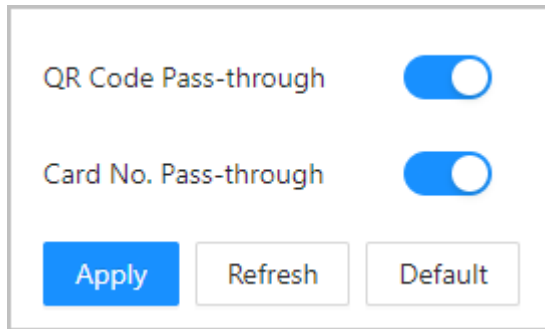 QR Code Pass-through
Card No. Pass-through
Apply Refresh Default